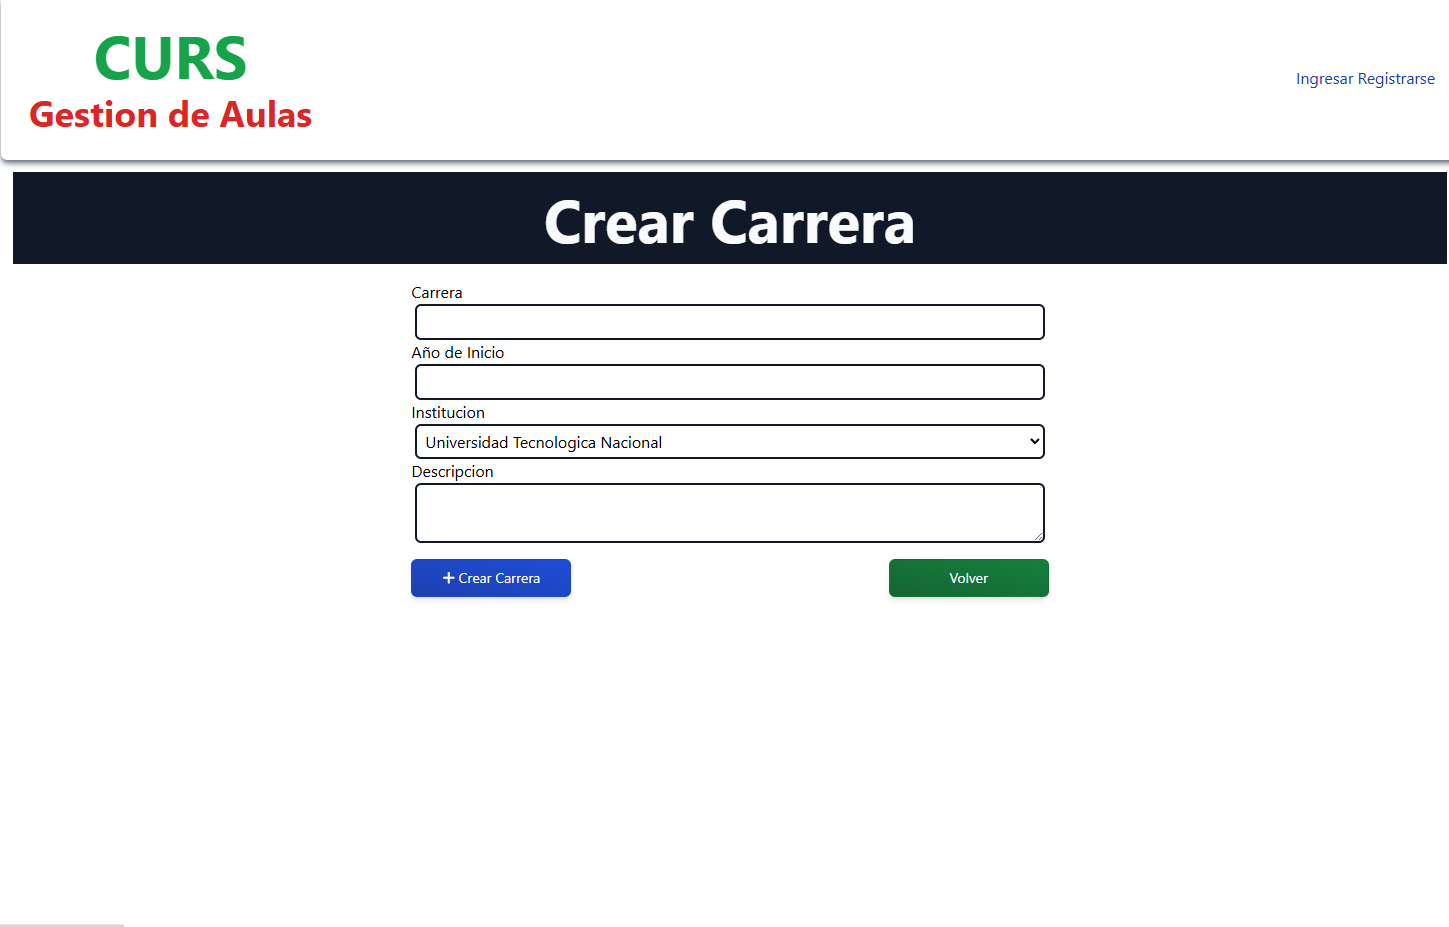 CURS
Gestion de Aulas
Ingresar Registrarse
Crear Carrera
Carrera
Año de Inicio
Institucion
Universidad Tecnologica Nacional
Descripcion
+ Crear Carrera
Volver